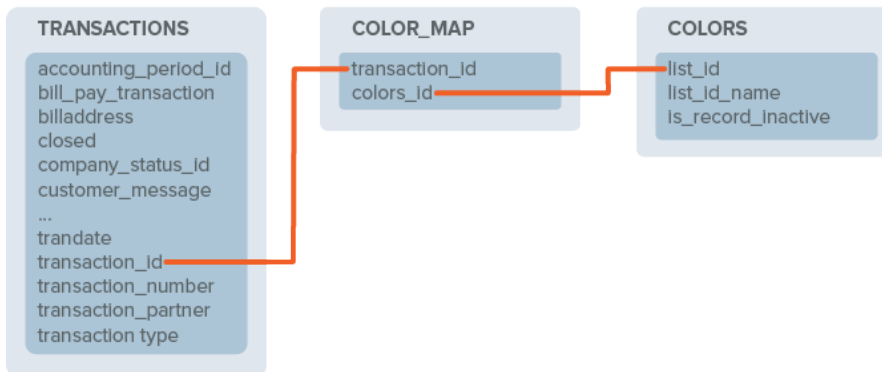 TRANSACTIONS
accounting_period_id
bill_pay_transaction
billaddress
closed
company_status_id
customer_message
...
trandate
transaction_id
transaction_number
transaction_partner
transaction type
COLOR_MAP
transaction_id
colors_id
COLORS
list_id
list_id_name
is_record_inactive